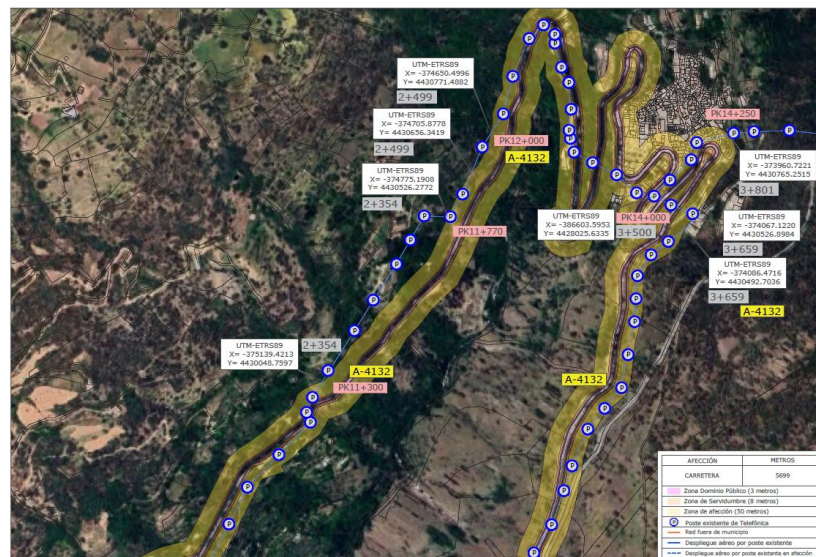 UTM-ETRS89
X= -374650.4996
Y= 4430771.4882
2+499
UTM-ETRS89
X= -374705.8778
Y= 4430656.3419
2+499
PK12+000
A-4132
UTM-ETRS89
X= -374775.1908
Y= 4430526.2772
2+354
PK11+770
PK14+250
UTM-ETRS89
X= -373960.7221
Y= 4430765.2515
3+801
UTM-ETRS89
X= -386603.5953
Y= 4428025.6335
PK14+000
3+500
UTM-ETRS89
X= -374067.1220
Y= 4430526.8984
3+659
UTM-ETRS89
X= -374086.4716
Y= 4430492.7036
3+659
A-4132
UTM-ETRS89
X= -375139.4213
Y= 4430048.7597
2+354
A-4132
PK11+300
A-4132
AFECCIÓN METROS
CARRETERA 5699
Zona Dominio Público (3 metros)
Zona de Servidumbre (8 metros)
Zona de afección (50 metros)
P Poste existente de Telefónica
Red fuera de municipio
Despliegue aéreo por poste existente
Despliegue aéreo por poste existente en afección